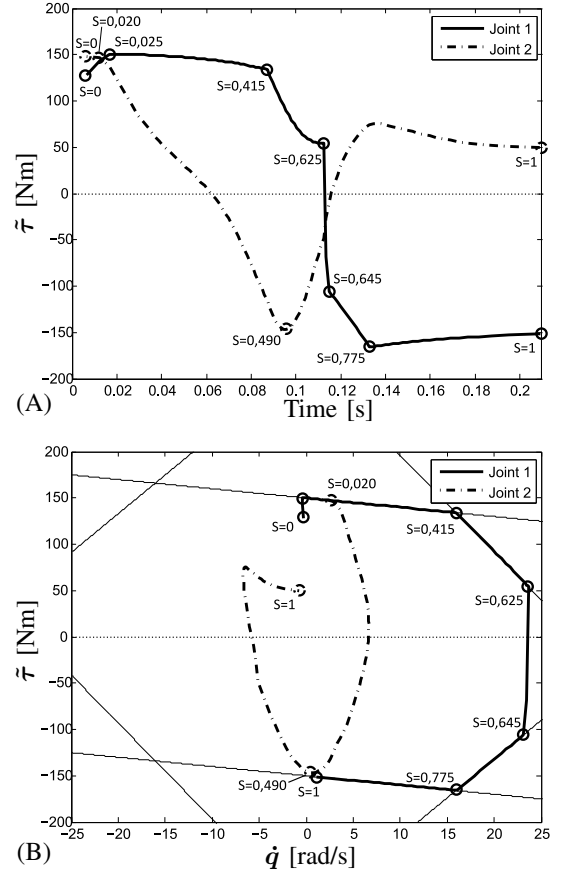 200
150
100
50
0
−50
−100
−150
−200
τ̃ [Nm]
S=0
S=0,020
S=0,025
S=0
S=0,415
S=0,625
S=0,645
S=0,490
S=0,775
S=1
S=1
Joint 1
Joint 2
0 0.02 0.04 0.06 0.08 0.1 0.12 0.14 0.16 0.18 0.2
(A)
Time [s]
200
150
100
50
0
−50
−100
−150
−200
τ̃ [Nm]
Joint 1
Joint 2
S=0,020
S=0
S=0,415
S=1
S=0,625
S=0,645
S=0,490
S=1
S=0,775
−25 −20 −15 −10 −5 0 5 10 15 20 25
(B)
q̇ [rad/s]